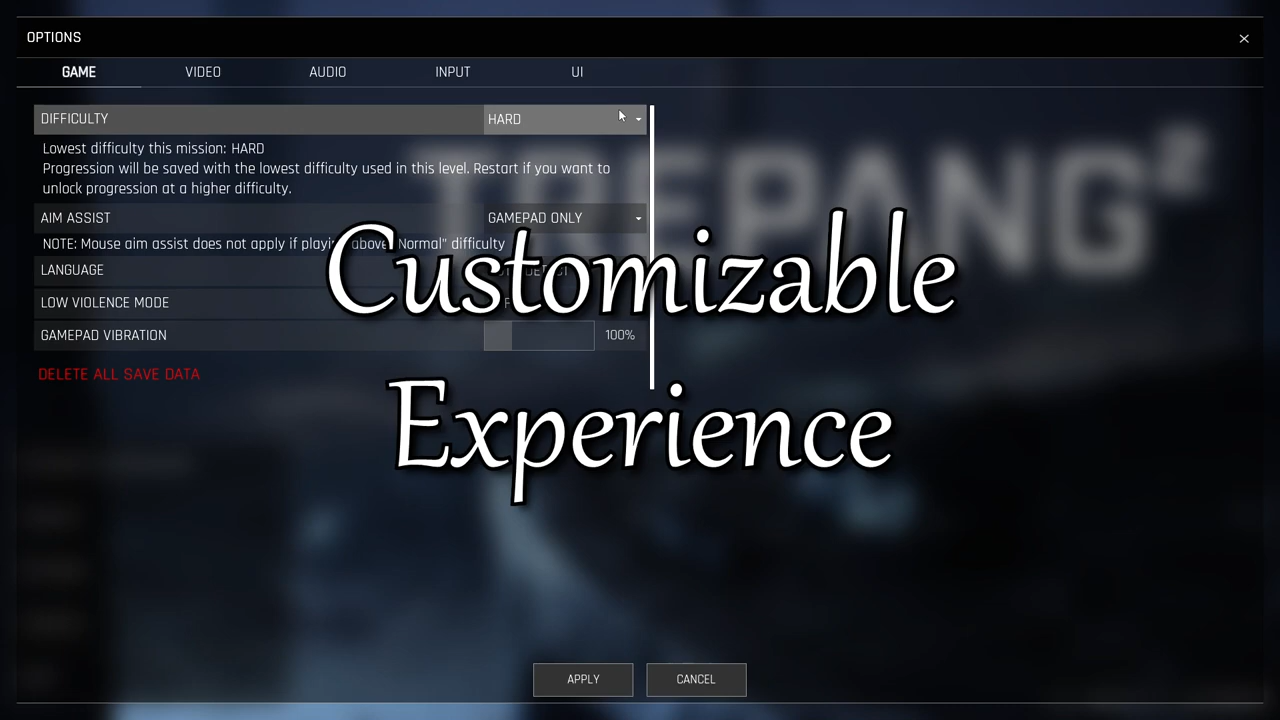 OPTIONS
GAME VIDEO AUDIO INPUT UI
DIFFICULTY HARD
Lowest difficulty this mission: HARD
Progression will be saved with the lowest difficulty used in this level. Restart if you want to
unlock progression at a higher difficulty.
AIM ASSIST GAMEPAD ONLY
NOTE: Mouse aim assist does not apply if playing above "Normal" difficulty
LANGUAGE
LOW VIOLENCE MODE
GAMEPAD VIBRATION 100%
DELETE ALL SAVE DATA
TREPANG²
Customizable
Experience
APPLY CANCEL